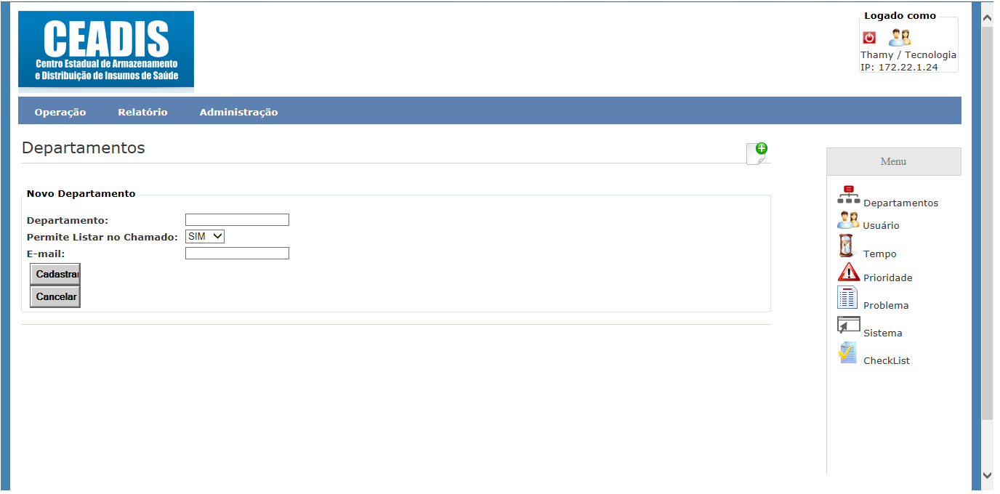 CEADIS
Centro Estadual de Armazenamento
e Distribuição de Insumos de Saúde
Logado como
Thamy / Tecnologia
IP: 172.22.1.24
Operação Relatório Administração
Departamentos
Novo Departamento
Departamento:
Permite Listar no Chamado: SIM
E-mail:
Cadastrar
Cancelar
Menu
Departamentos
Usuário
Tempo
Prioridade
Problema
Sistema
CheckList